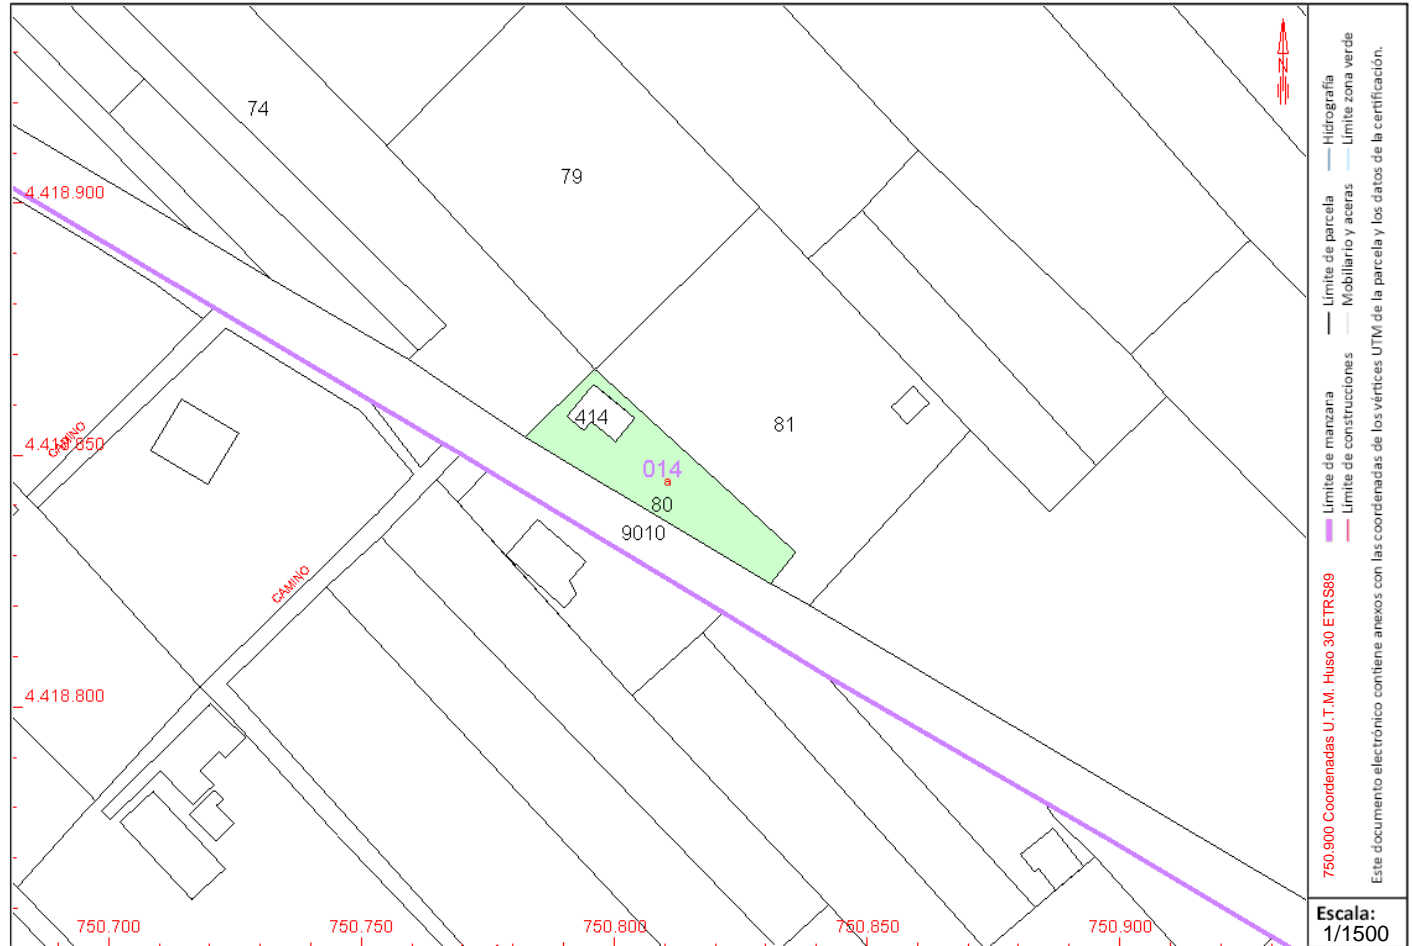 74
79
N
4.418.900
414
81
CAMINO
4.418.850
014
a
80
9010
CAMINO
4.418.800
750.700
750.750
750.800
750.850
750.900
Hidrografía
Límite zona verde
Límite de parcela
Mobiliario y aceras
Límite de manzana
Límite de construcciones
750.900 Coordenadas U.T.M. Huso 30 ETRS89
Este documento electrónico contiene anexos con las coordenadas de los vértices UTM de la parcela y los datos de la certificación.
Escala:
1/1500